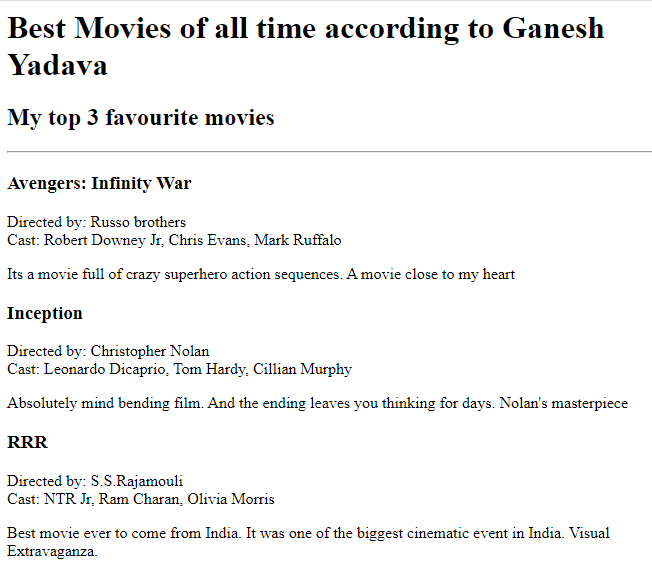 Best Movies of all time according to Ganesh
Yadava
My top 3 favourite movies
Avengers: Infinity War
Directed by: Russo brothers
Cast: Robert Downey Jr, Chris Evans, Mark Ruffalo
Its a movie full of crazy superhero action sequences. A movie close to my heart
Inception
Directed by: Christopher Nolan
Cast: Leonardo Dicaprio, Tom Hardy, Cillian Murphy
Absolutely mind bending film. And the ending leaves you thinking for days. Nolan's masterpiece
RRR
Directed by: S.S.Rajamouli
Cast: NTR Jr, Ram Charan, Olivia Morris
Best movie ever to come from India. It was one of the biggest cinematic event in India. Visual
Extravaganza.